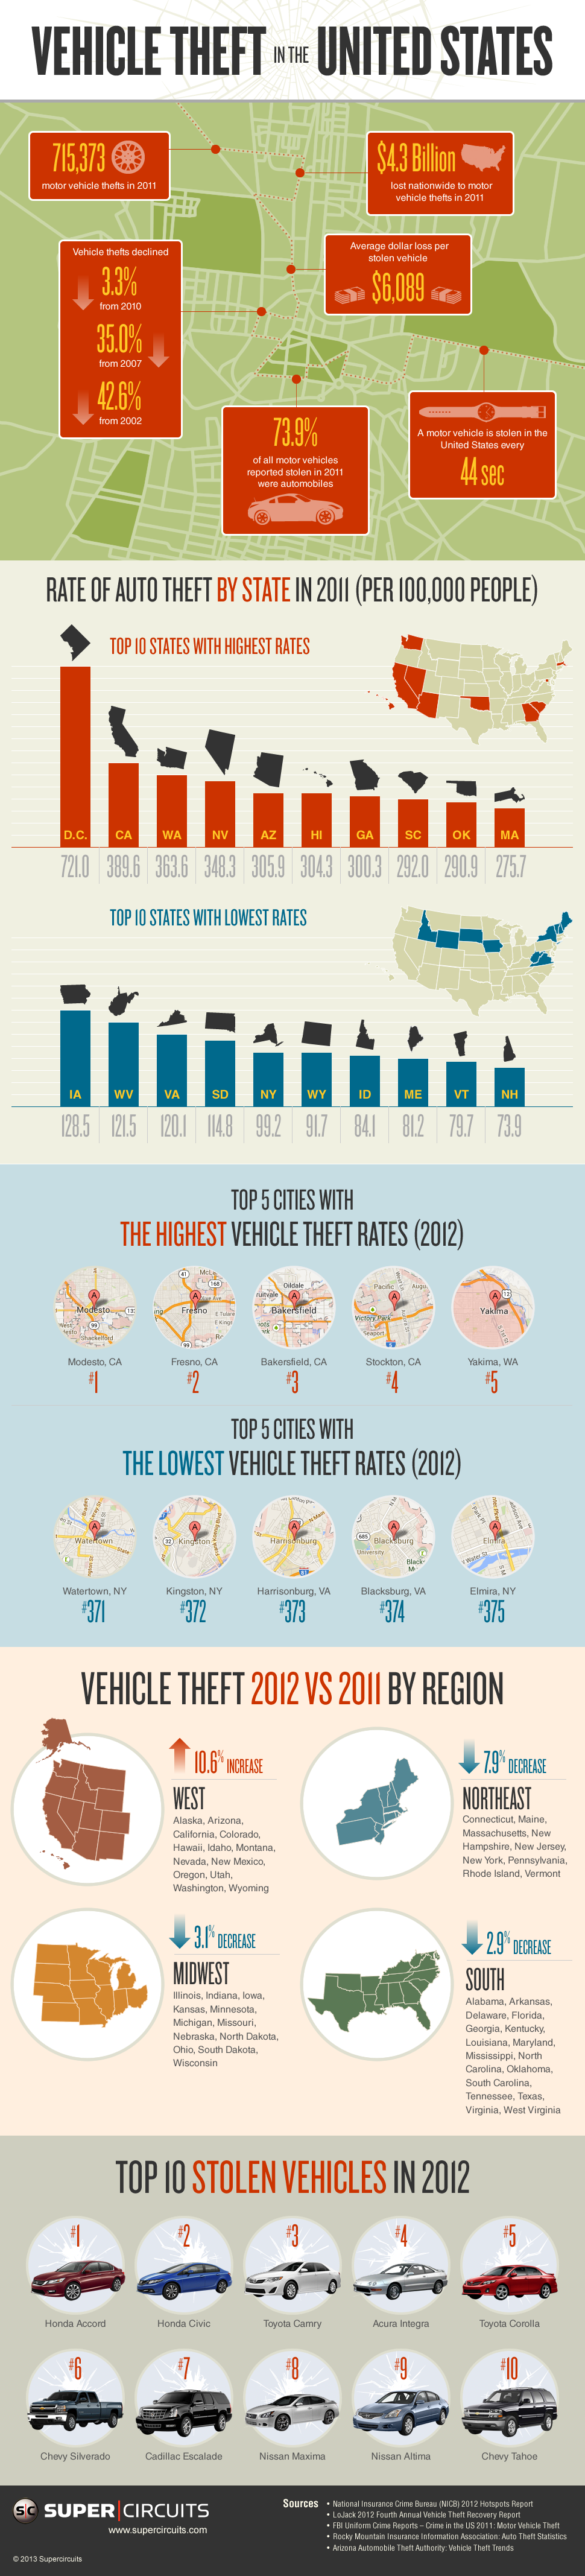 VEHICLE THEFT IN THE UNITED STATES
715,373
motor vehicle thefts in 2011
$4.3 Billion
lost nationwide to motor
vehicle thefts in 2011
Vehicle thefts declined
3.3%
from 2010
35.0%
from 2007
42.6%
from 2002
Average dollar loss per
stolen vehicle
$6,089
73.9%
of all motor vehicles
reported stolen in 2011
were automobiles
A motor vehicle is stolen in the
United States every
44 sec
RATE OF AUTO THEFT BY STATE IN 2011 (PER 100,000 PEOPLE)
TOP 10 STATES WITH HIGHEST RATES
D.C. CA WA NV AZ HI GA SC OK MA
721.0 389.6 363.6 348.3 305.9 304.3 300.3 292.0 290.9 275.7
TOP 10 STATES WITH LOWEST RATES
IA WV VA SD NY WY ID ME VT NH
128.5 121.5 120.1 114.8 99.2 91.7 84.1 81.2 79.7 73.9
TOP 5 CITIES WITH
THE HIGHEST VEHICLE THEFT RATES (2012)
Modesto Fresno Bakersfield Yakima
Modesto, CA Fresno, CA Bakersfield, CA Stockton, CA Yakima, WA
#1 #2 #3 #4 #5
TOP 5 CITIES WITH
THE LOWEST VEHICLE THEFT RATES (2012)
Watertown Kingston Harrisonburg Blacksburg Elmira
Watertown, NY Kingston, NY Harrisonburg, VA Blacksburg, VA Elmira, NY
#371 #372 #373 #374 #375
VEHICLE THEFT 2012 VS 2011 BY REGION
10.6% INCREASE
WEST
Alaska, Arizona,
California, Colorado,
Hawaii, Idaho, Montana,
Nevada, New Mexico,
Oregon, Utah,
Washington, Wyoming
7.9% DECREASE
NORTHEAST
Connecticut, Maine,
Massachusetts, New
Hampshire, New Jersey,
New York, Pennsylvania,
Rhode Island, Vermont
3.1% DECREASE
MIDWEST
Illinois, Indiana, Iowa,
Kansas, Minnesota,
Michigan, Missouri,
Nebraska, North Dakota,
Ohio, South Dakota,
Wisconsin
2.9% DECREASE
SOUTH
Alabama, Arkansas,
Delaware, Florida,
Georgia, Kentucky,
Louisiana, Maryland,
Mississippi, North
Carolina, Oklahoma,
South Carolina,
Tennessee, Texas,
Virginia, West Virginia
TOP 10 STOLEN VEHICLES IN 2012
#1 #2 #3 #4 #5
Honda Accord Honda Civic Toyota Camry Acura Integra Toyota Corolla
#6 #7 #8 #9 #10
Chevy Silverado Cadillac Escalade Nissan Maxima Nissan Altima Chevy Tahoe
SC SUPER CIRCUITS
www.supercircuits.com
© 2013 Supercircuits
Sources
• National Insurance Crime Bureau (NICB) 2012 Hotspots Report
• LoJack 2012 Fourth Annual Vehicle Theft Recovery Report
• FBI Uniform Crime Reports – Crime in the US 2011: Motor Vehicle Theft
• Rocky Mountain Insurance Information Association: Auto Theft Statistics
• Arizona Automobile Theft Authority: Vehicle Theft Trends